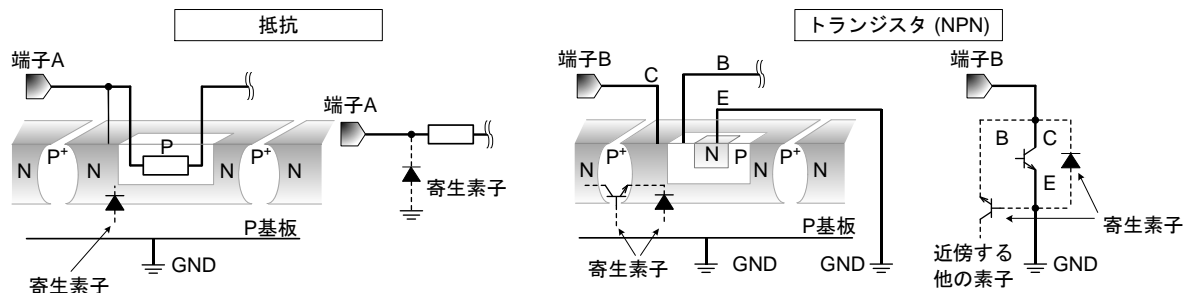 抵抗
トランジスタ (NPN)
端子A
端子A
N
P+
N
P
N
P+
N
寄生素子
P基板
GND
寄生素子
端子B
C
B
E
N
P+
N
N
P
N
P+
N
P基板
寄生素子
GND
GND
端子B
B
C
E
寄生素子
近傍する
他の素子
GND